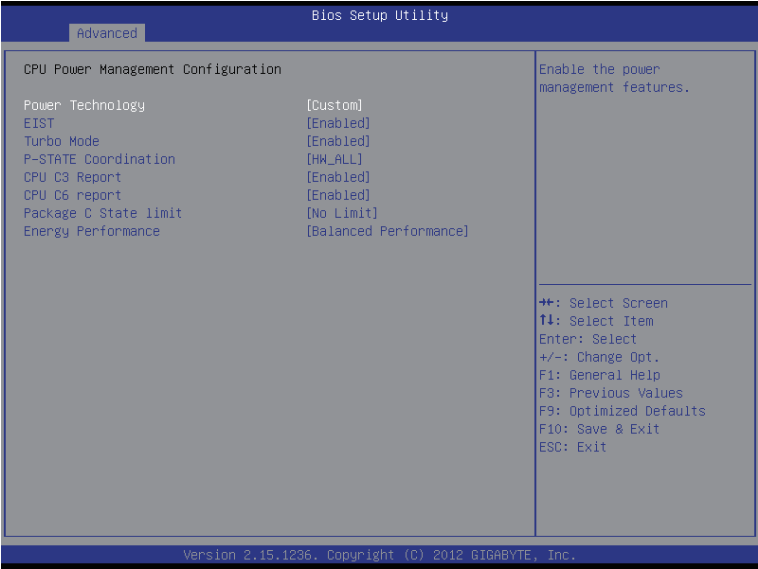 Bios Setup Utility
Advanced
CPU Power Management Configuration
Power Technology [Custom]
EIST [Enabled]
Turbo Mode [Enabled]
P-STATE Coordination [HW_ALL]
CPU C3 Report [Enabled]
CPU C6 report [Enabled]
Package C State limit [No Limit]
Energy Performance [Balanced Performance]
Enable the power
management features.
→←: Select Screen
↑↓: Select Item
Enter: Select
+/-: Change Opt.
F1: General Help
F3: Previous Values
F9: Optimized Defaults
F10: Save & Exit
ESC: Exit
Version 2.15.1236. Copyright (C) 2012 GIGABYTE, Inc.